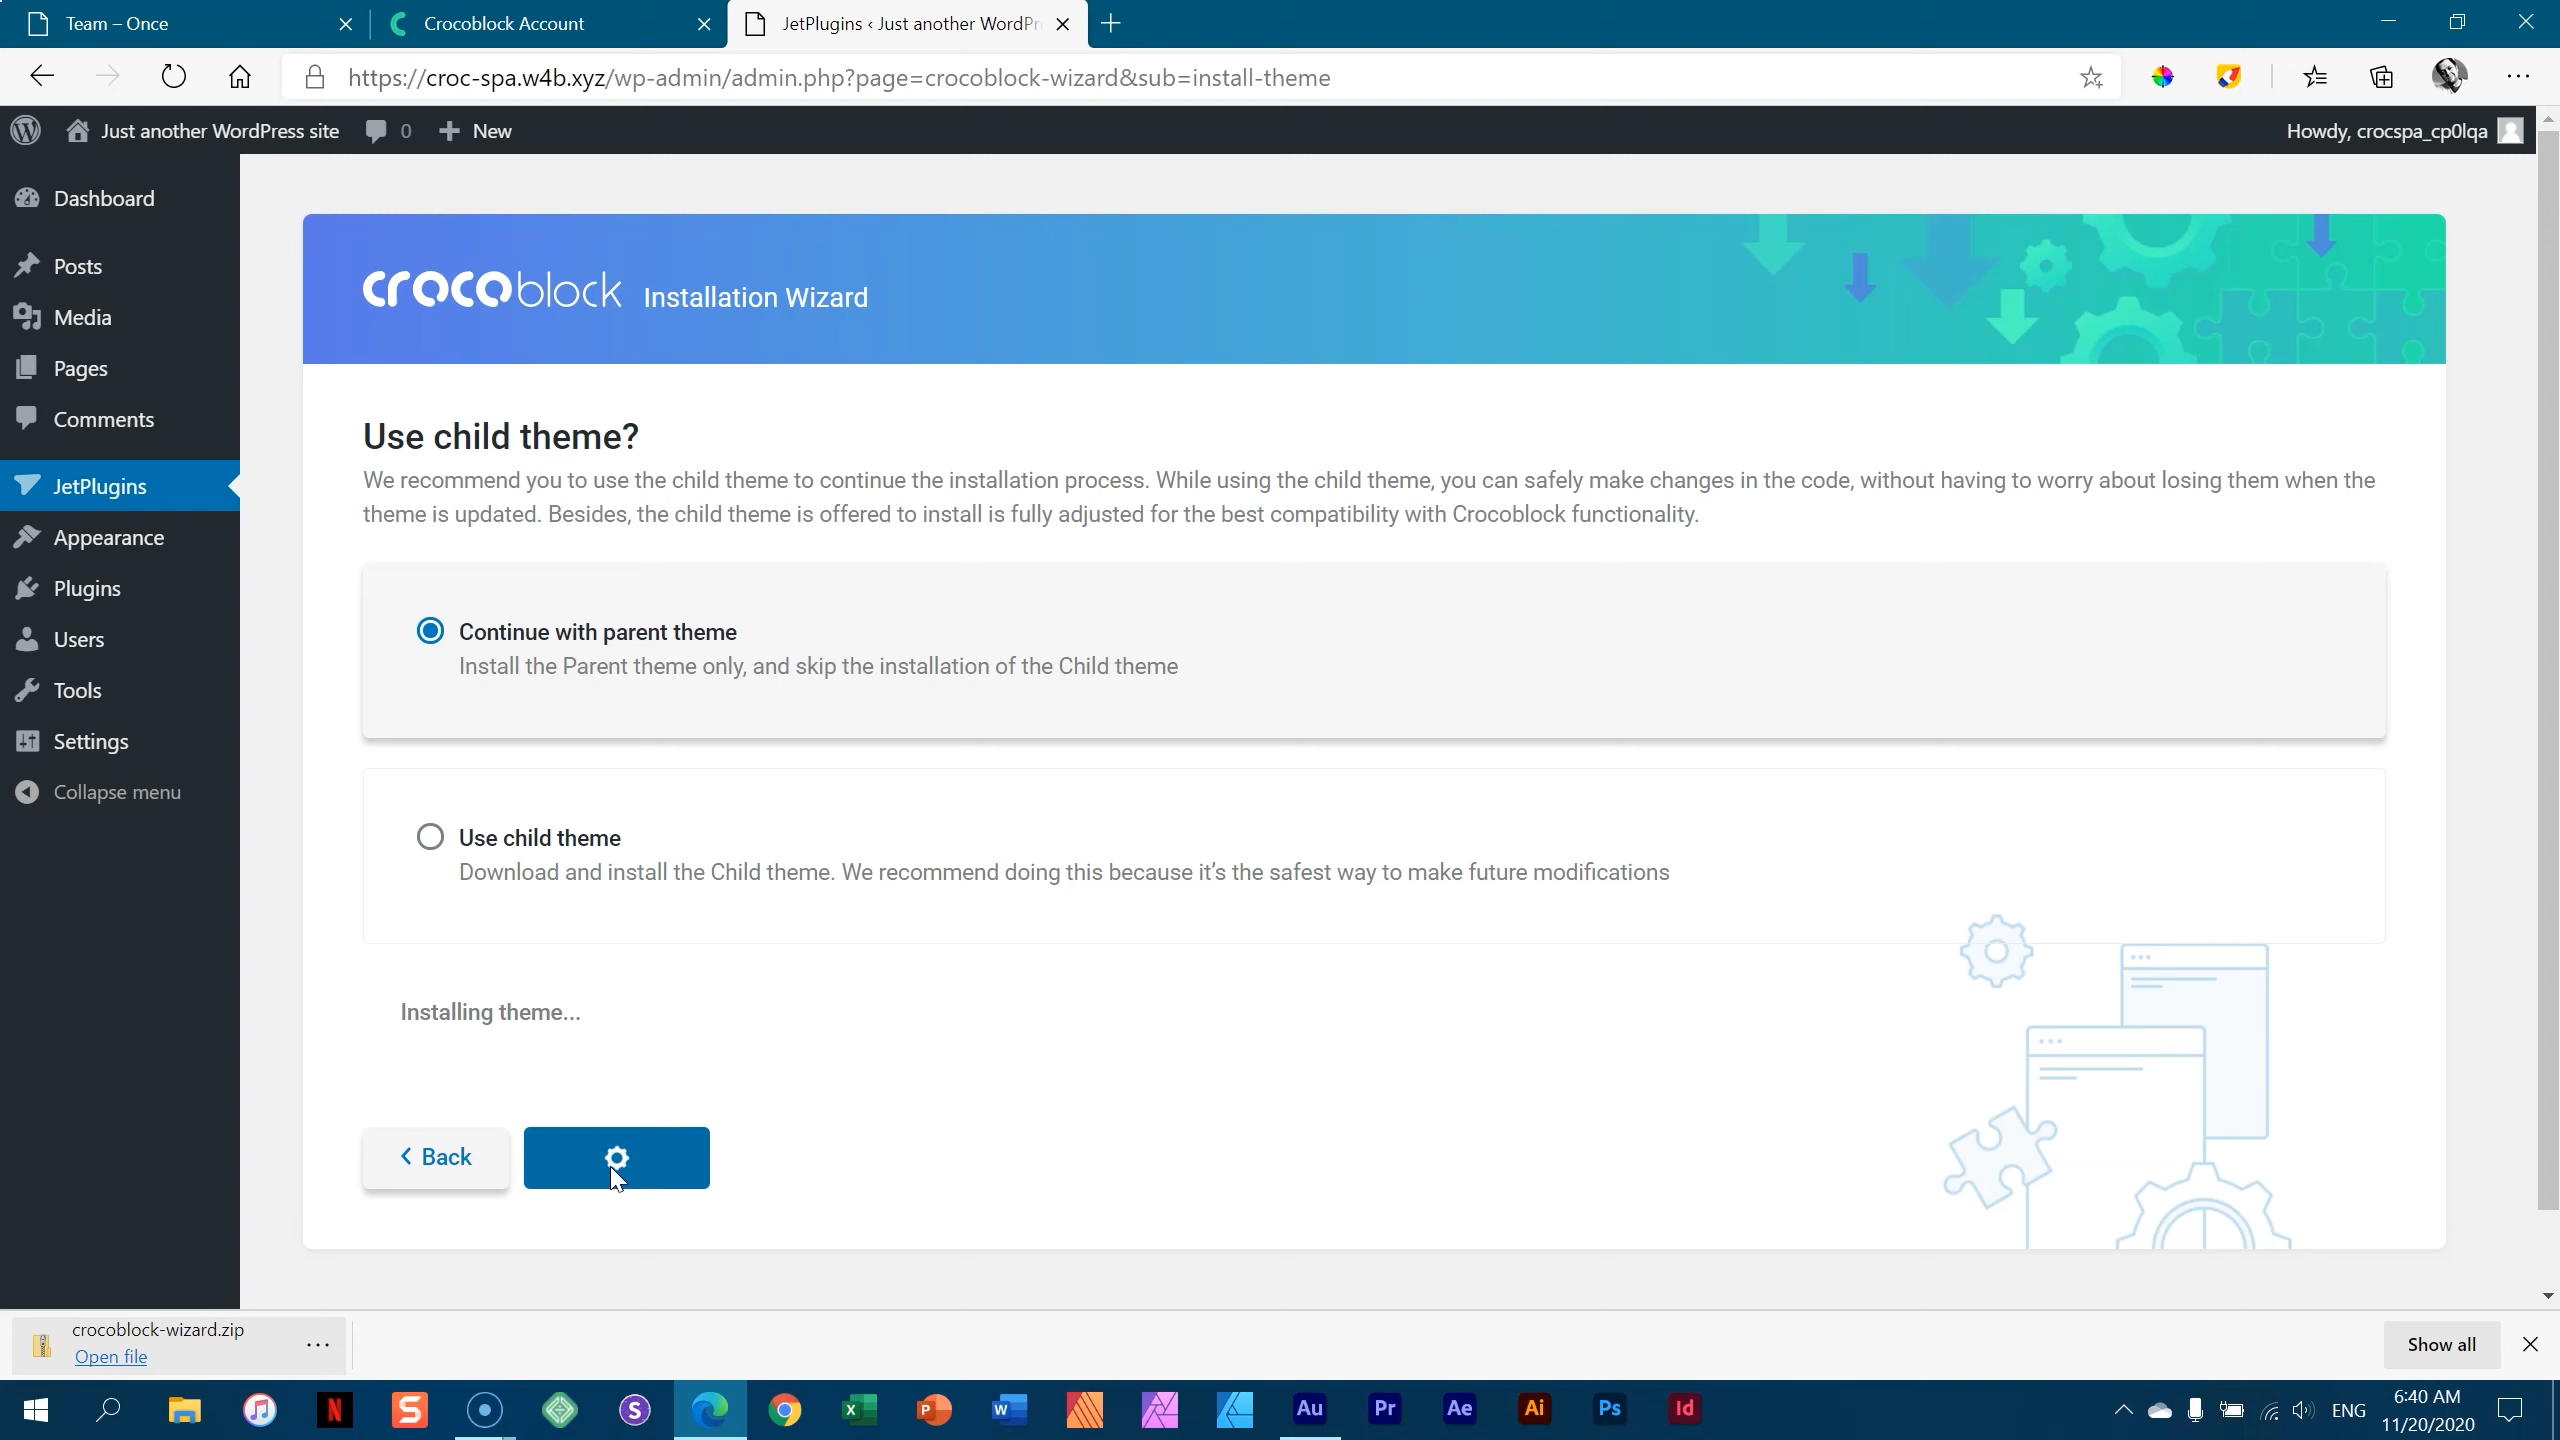 Team – Once
Crocoblock Account
JetPlugins ‹ Just another WordPr
https://croc-spa.w4b.xyz/wp-admin/admin.php?page=crocoblock-wizard&sub=install-theme
Just another WordPress site
0
New
Howdy, crocspa_cp0lqa
Dashboard
Posts
Media
Pages
Comments
JetPlugins
Appearance
Plugins
Users
Tools
Settings
Collapse menu
crocoblock Installation Wizard
Use child theme?
We recommend you to use the child theme to continue the installation process. While using the child theme, you can safely make changes in the code, without having to worry about losing them when the
theme is updated. Besides, the child theme is offered to install is fully adjusted for the best compatibility with Crocoblock functionality.
Continue with parent theme
Install the Parent theme only, and skip the installation of the Child theme
Use child theme
Download and install the Child theme. We recommend doing this because it’s the safest way to make future modifications
Installing theme...
Back
crocoblock-wizard.zip
Open file
Show all
N S S X P W Au Pr Ae Ai Ps Id
ENG
6:40 AM
11/20/2020